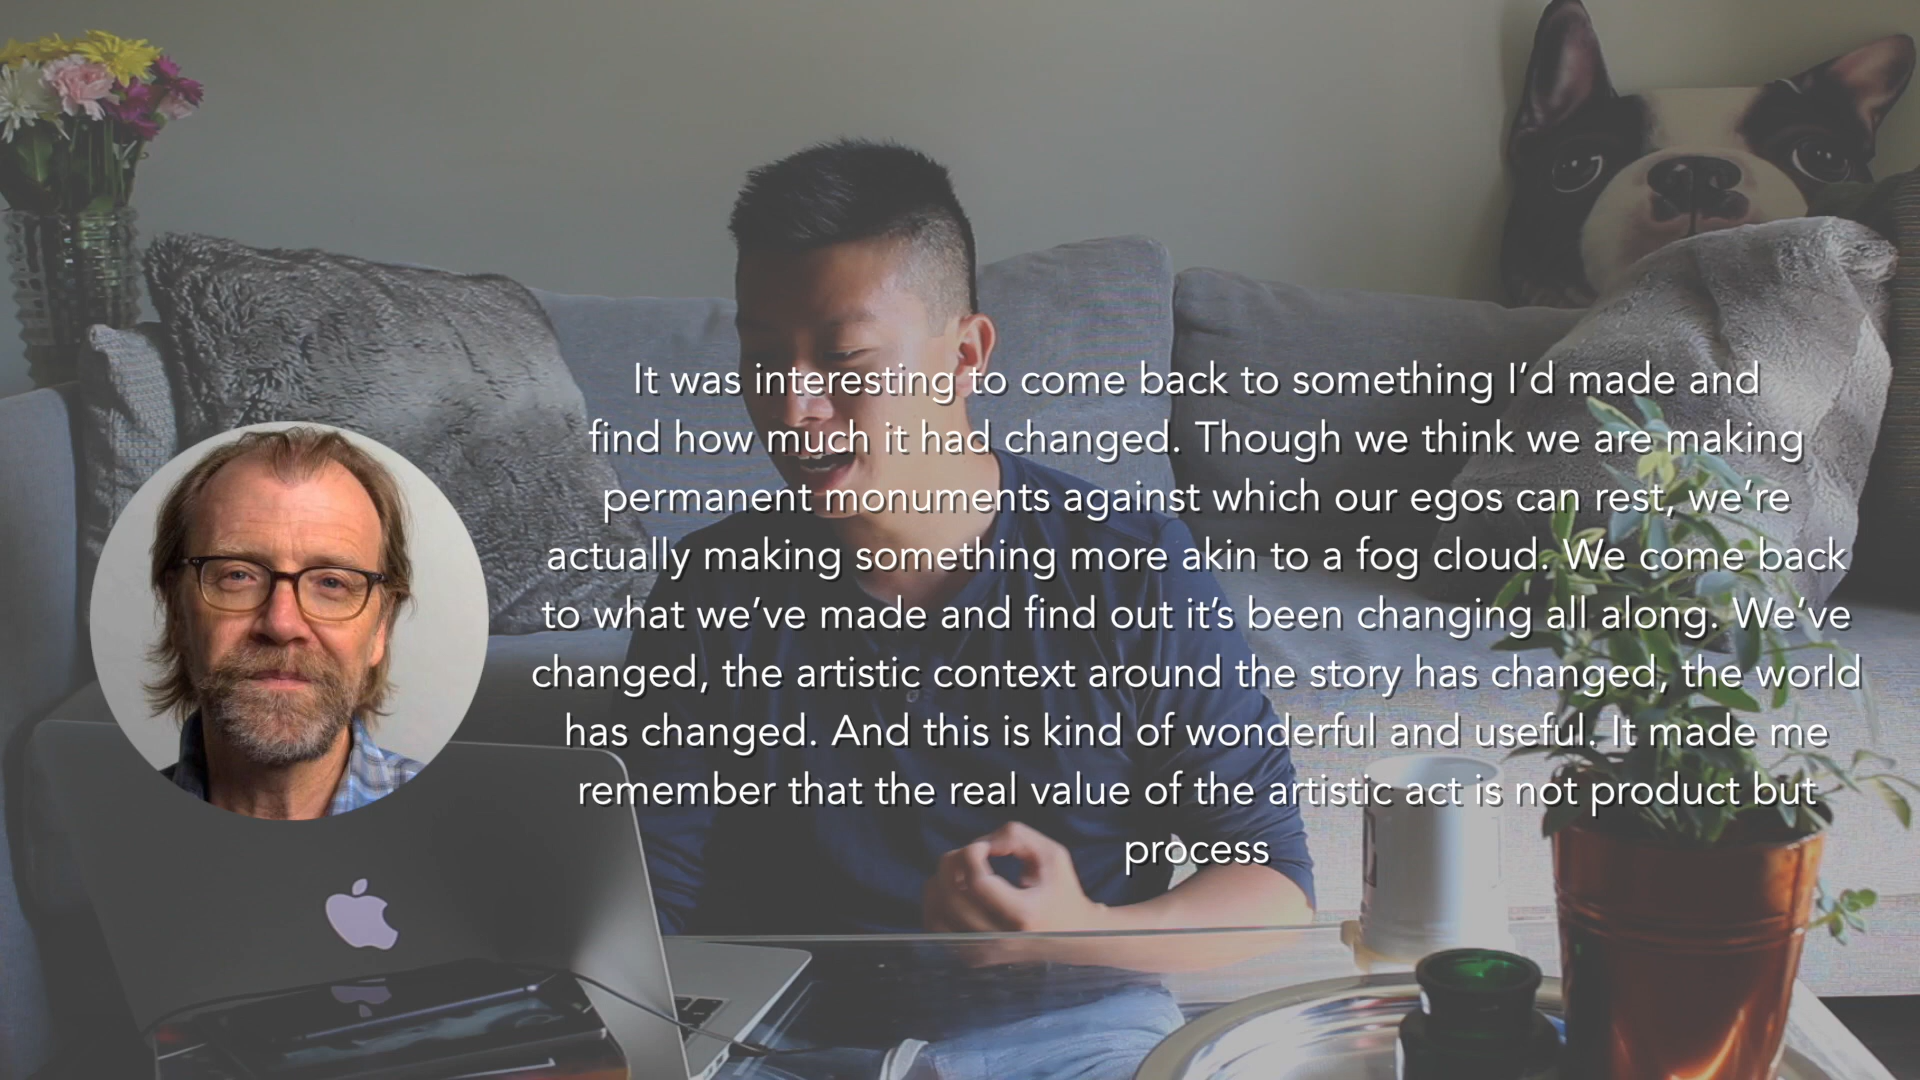 It was interesting to come back to something I’d made and
find how much it had changed. Though we think we are making
permanent monuments against which our egos can rest, we’re
actually making something more akin to a fog cloud. We come back
to what we’ve made and find out it’s been changing all along. We’ve
changed, the artistic context around the story has changed, the world
has changed. And this is kind of wonderful and useful. It made me
remember that the real value of the artistic act is not product but
process